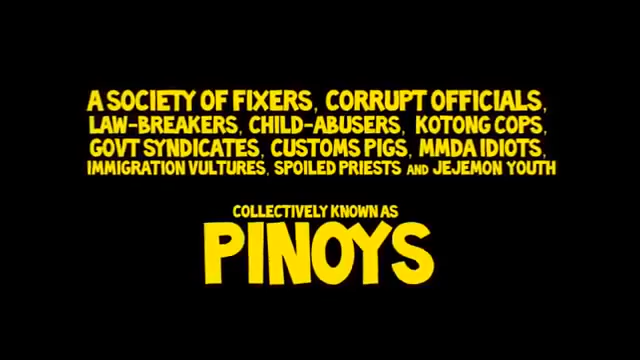 A SOCIETY OF FIXERS, CORRUPT OFFICIALS,
LAW-BREAKERS, CHILD-ABUSERS, KOTONG COPS,
GOVT SYNDICATES, CUSTOMS PIGS, MMDA IDIOTS,
IMMIGRATION VULTURES, SPOILED PRIESTS AND JEJEMON YOUTH
COLLECTIVELY KNOWN AS
PINOYS